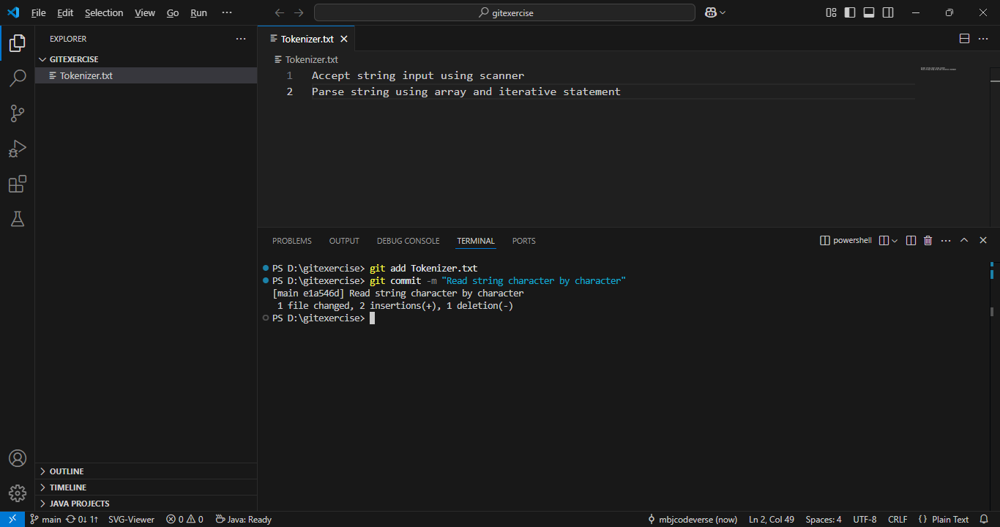 File Edit Selection View Go Run ···
gitexercise
EXPLORER ···
GITEXERCISE
Tokenizer.txt
OUTLINE
TIMELINE
JAVA PROJECTS
Tokenizer.txt
Tokenizer.txt
1 Accept string input using scanner
2 Parse string using array and iterative statement
PROBLEMS OUTPUT DEBUG CONSOLE TERMINAL PORTS
powershell
PS D:\gitexercise> git add Tokenizer.txt
PS D:\gitexercise> git commit -m "Read string character by character"
[main e1a546d] Read string character by character
1 file changed, 2 insertions(+), 1 deletion(-)
PS D:\gitexercise>
main 0↓ 1↑ SVG-Viewer 0 0 Java: Ready mbjcodeverse (now) Ln 2, Col 49 Spaces: 4 UTF-8 CRLF {} Plain Text